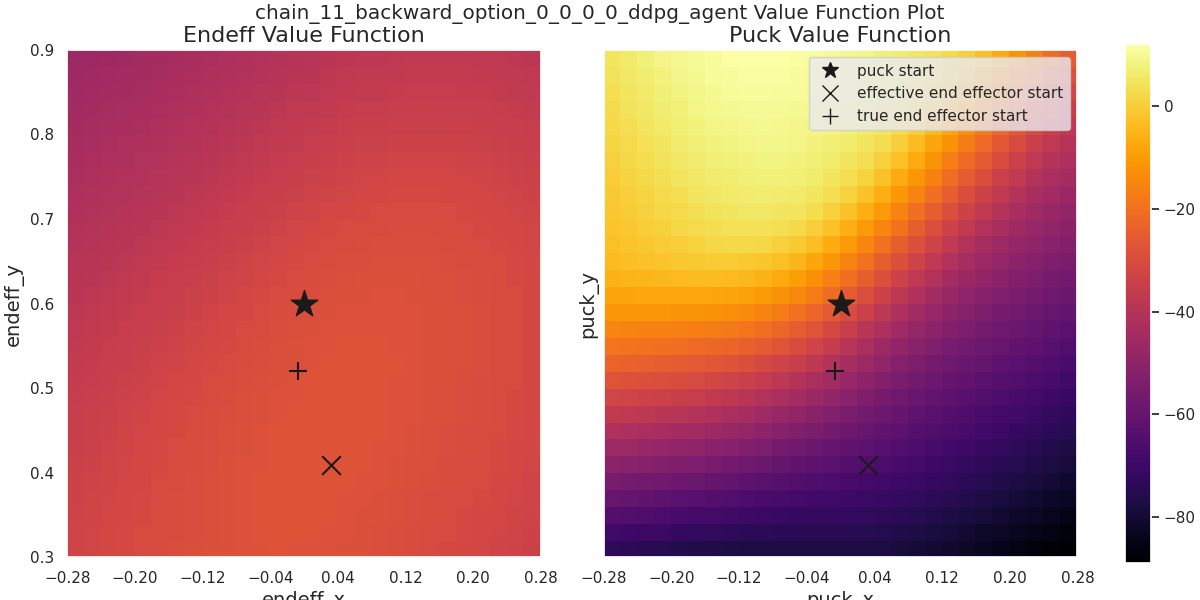 chain_11_backward_option_0_0_0_0_ddpg_agent Value Function Plot
Endeff Value Function
Puck Value Function
puck start
effective end effector start
true end effector start
0.9
0.8
0.7
0.6
0.5
0.4
0.3
endeff_y
−0.28 −0.20 −0.12 −0.04 0.04 0.12 0.20 0.28
endeff_x
puck_y
−0.28 −0.20 −0.12 −0.04 0.04 0.12 0.20 0.28
puck_x
0
−20
−40
−60
−80